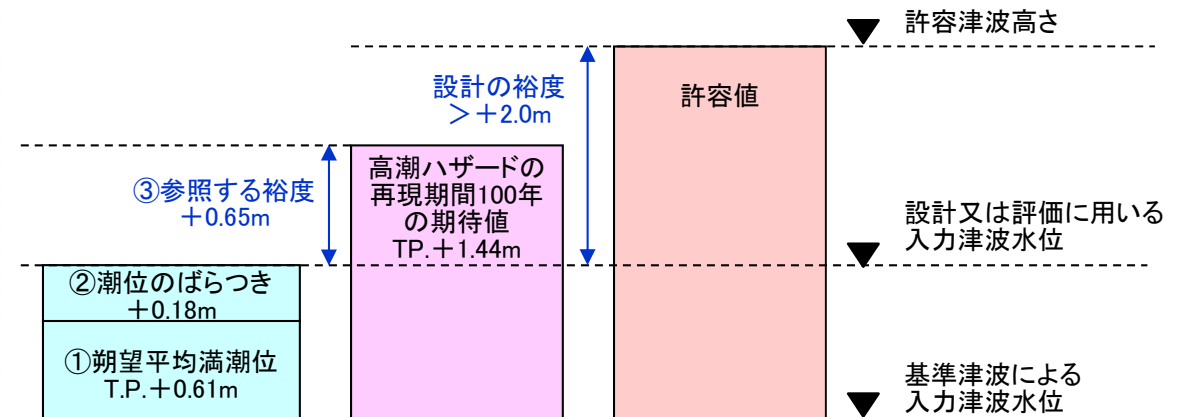 許容津波高さ
設計の裕度
>+2.0m
許容値
③参照する裕度
+0.65m
高潮ハザードの
再現期間100年
の期待値
TP.+1.44m
設計又は評価に用いる
入力津波水位
②潮位のばらつき
+0.18m
①朔望平均満潮位
T.P.+0.61m
基準津波による
入力津波水位